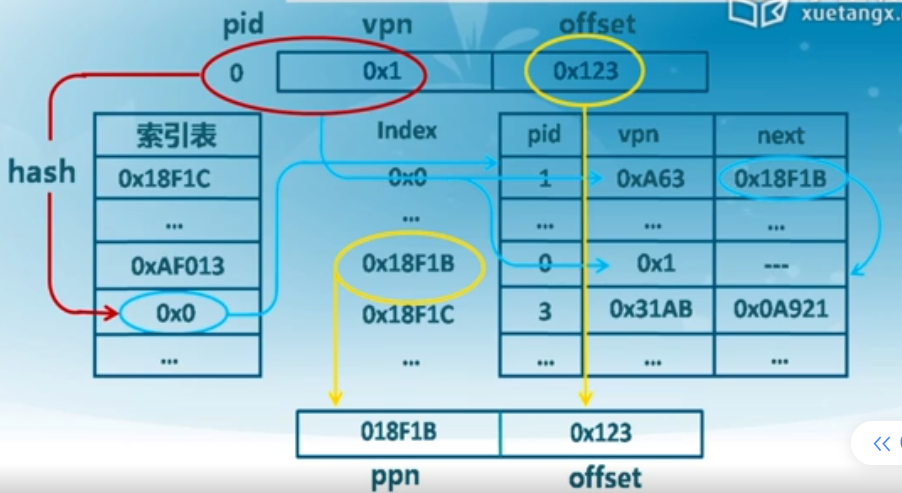 xuetangx.
pid vpn offset
0 0x1 0x123
hash
索引表 Index pid vpn next
0x18F1C 0x0 1 0xA63 0x18F1B
... ... ... ... ...
0xAF013 0x18F1B 0 0x1 ---
0x0 0x18F1C 3 0x31AB 0x0A921
... ... ... ... ...
018F1B 0x123
ppn offset